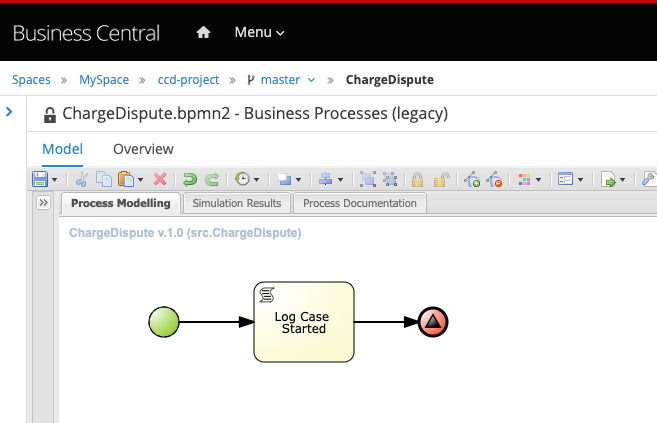 Business Central Menu
Spaces » MySpace » ccd-project » master » ChargeDispute
ChargeDispute.bpmn2 - Business Processes (legacy)
Model Overview
Process Modelling Simulation Results Process Documentation
ChargeDispute v.1.0 (src.ChargeDispute)
Log Case
Started